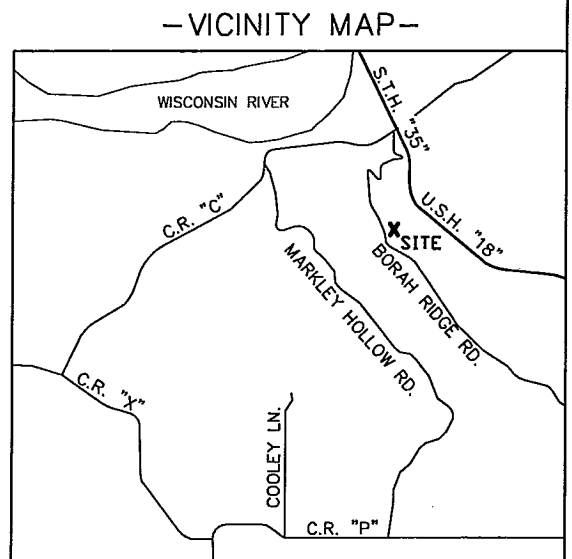 -VICINITY MAP-
WISCONSIN RIVER
S.T.H. "35"
C.R. "C"
U.S.H. "18"
X SITE
MARKLEY HOLLOW RD.
BORAH RIDGE RD.
C.R. "X"
COOLEY LN.
C.R. "P"